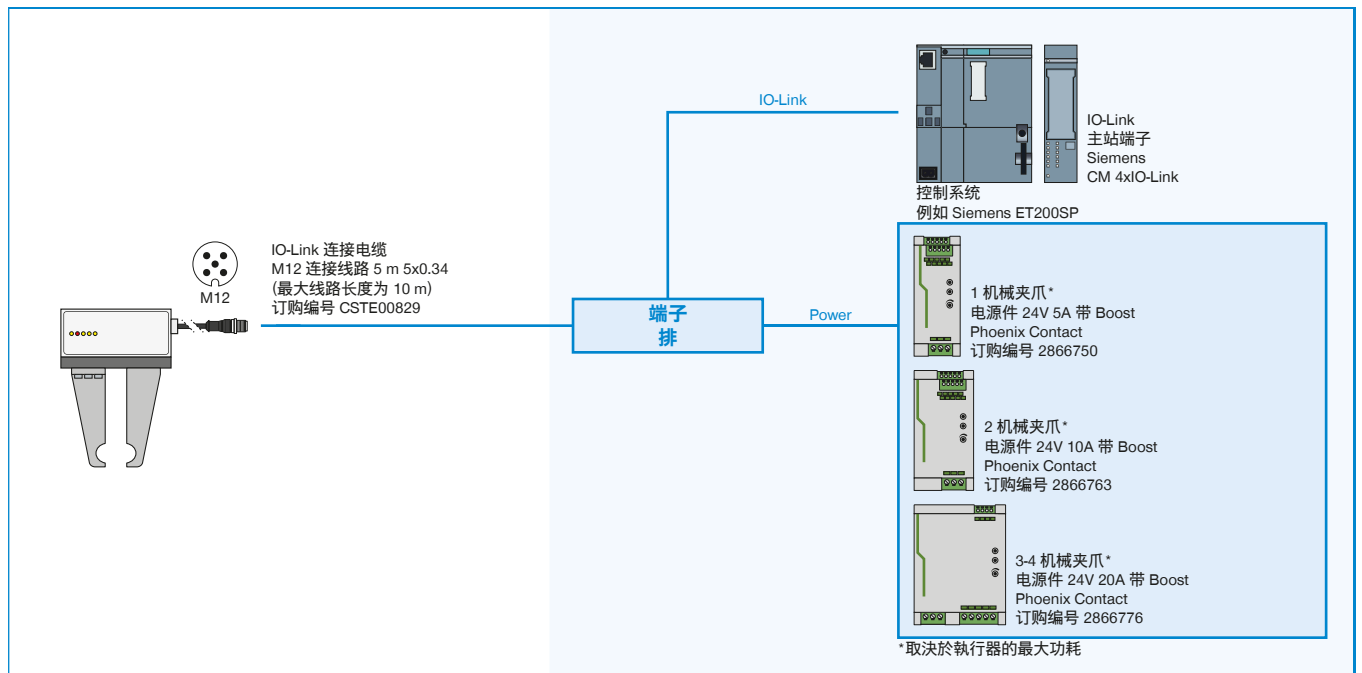 IO-Link
IO-Link
主站端子
Siemens
CM 4xIO-Link
控制系统
例如 Siemens ET200SP
M12
IO-Link 连接电缆
M12 连接线路 5 m 5x0.34
(最大线路长度为 10 m)
订购编号 CSTE00829
端子
排
Power
1 机械夹爪*
电源件 24V 5A 带 Boost
Phoenix Contact
订购编号 2866750
2 机械夹爪*
电源件 24V 10A 带 Boost
Phoenix Contact
订购编号 2866763
3-4 机械夹爪*
电源件 24V 20A 带 Boost
Phoenix Contact
订购编号 2866776
*取決於執行器的最大功耗